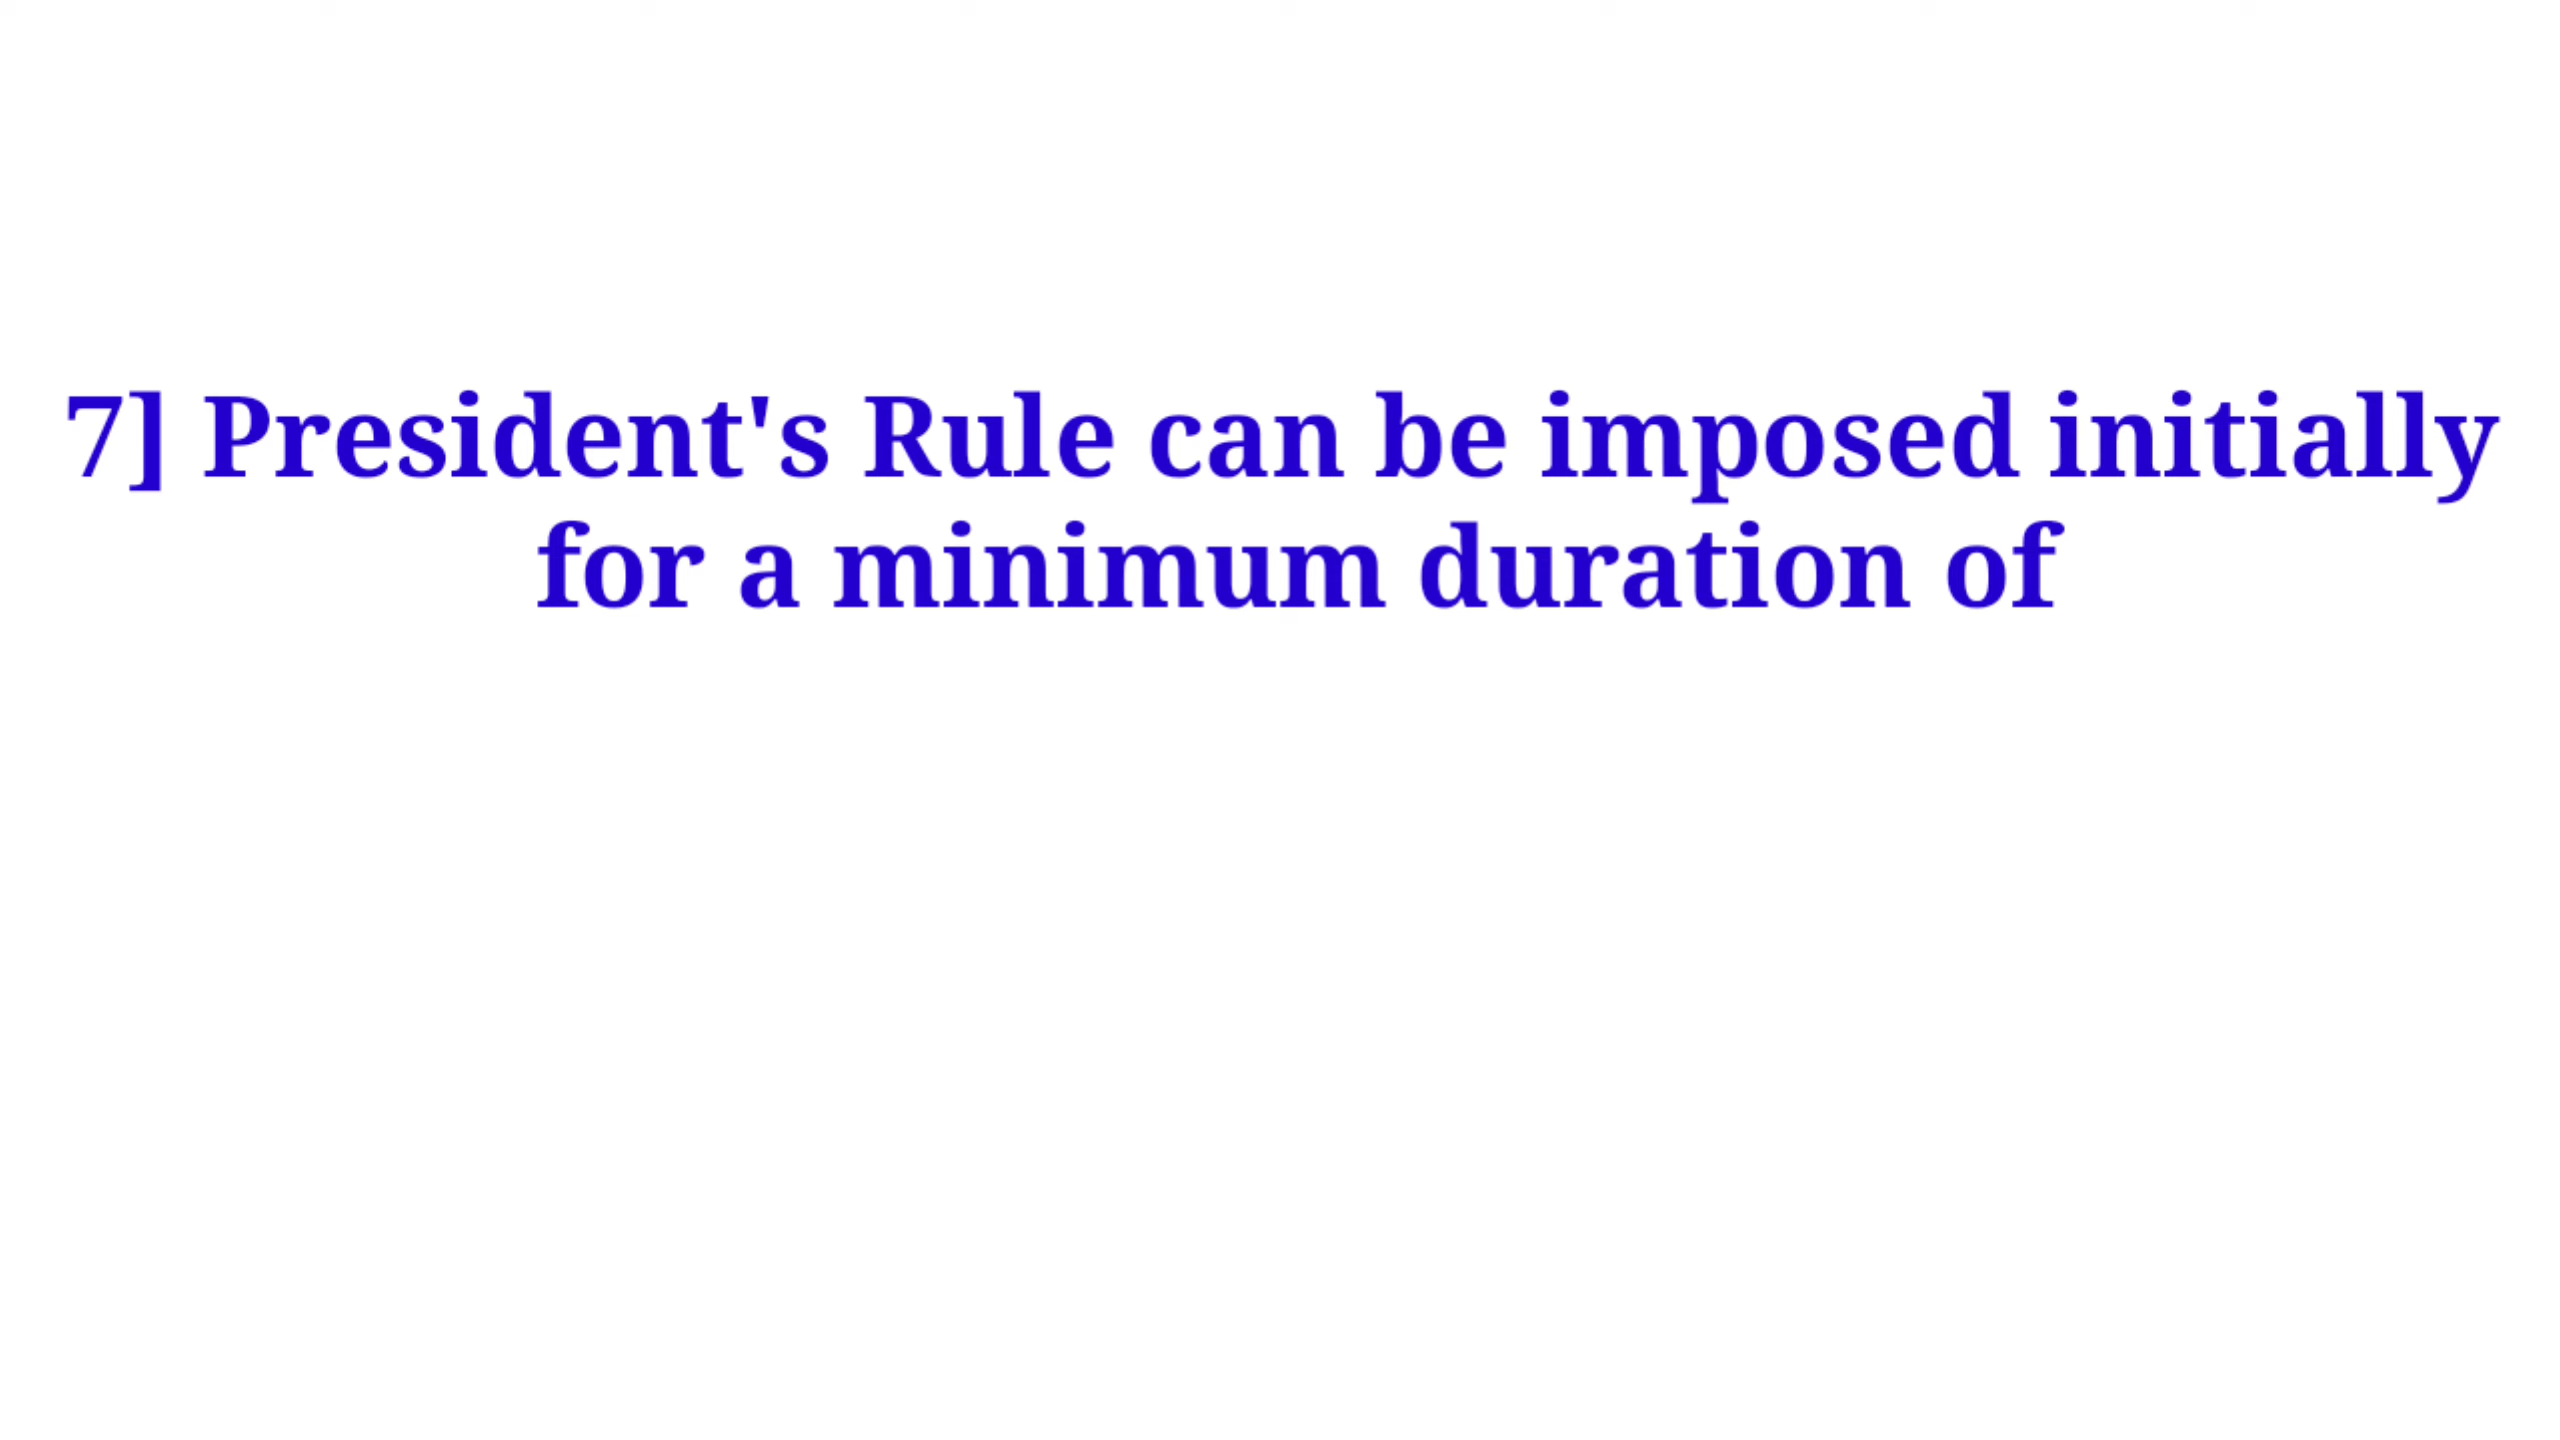 7] President's Rule can be imposed initially
for a minimum duration of